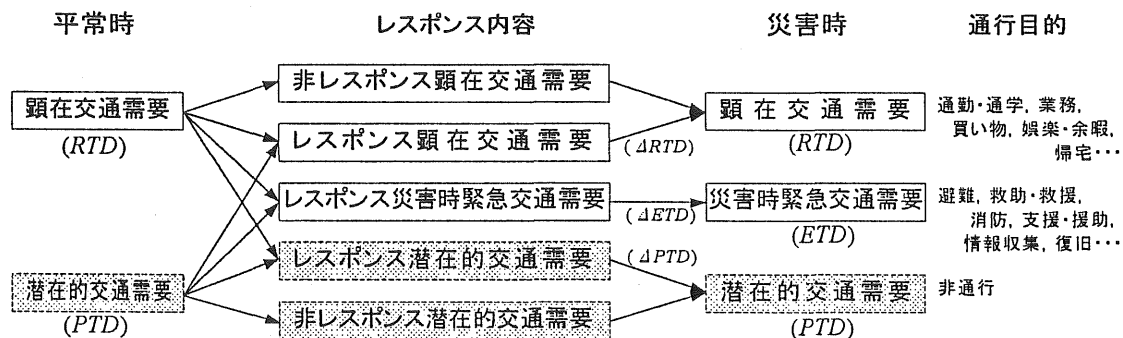 平常時 レスポンス内容 災害時 通行目的
非レスポンス顕在交通需要
顕在交通需要
(RTD)
レスポンス顕在交通需要
(ΔRTD)
顕在交通需要
(RTD)
通勤・通学, 業務,
買い物, 娯楽・余暇,
帰宅・・・
レスポンス災害時緊急交通需要
(ΔETD)
災害時緊急交通需要
(ETD)
避難, 救助・救援,
消防, 支援・援助,
情報収集, 復旧・・・
レスポンス潜在的交通需要
(ΔPTD)
潜在的交通需要
(PTD)
非レスポンス潜在的交通需要
潜在的交通需要
(PTD)
非通行